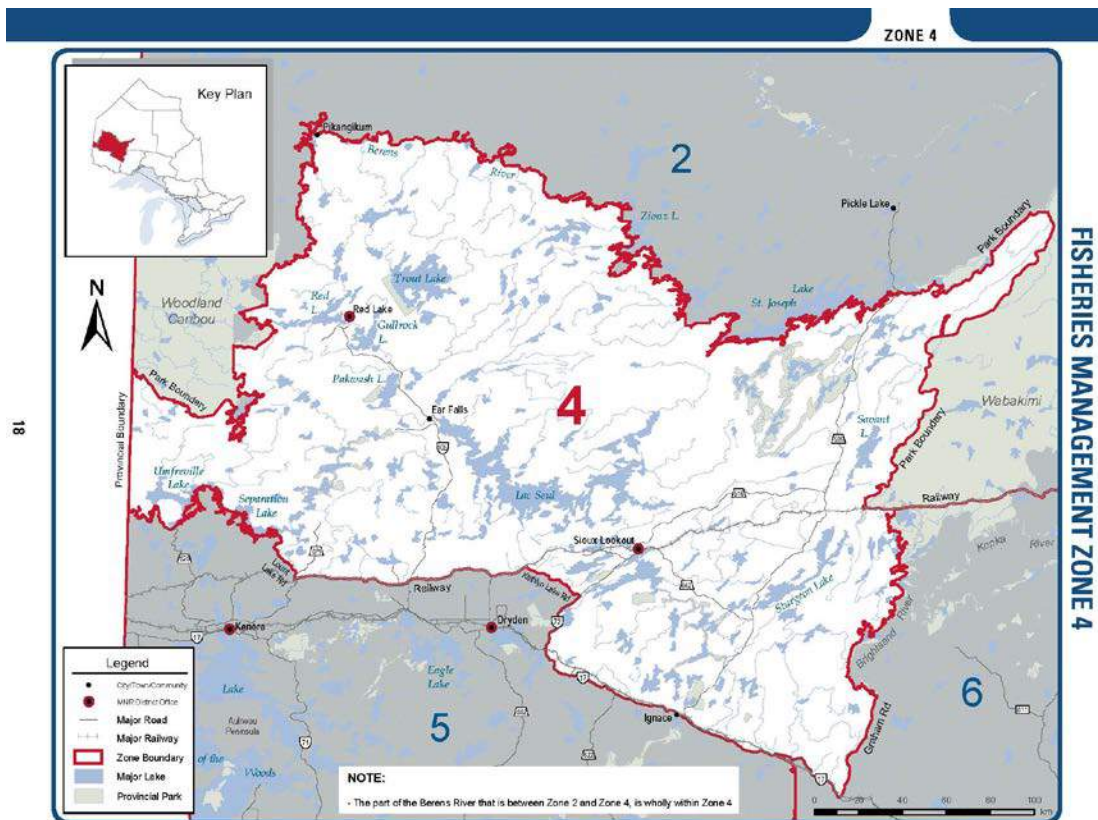 ZONE 4
Key Plan
Pikangikum
Berens
River
2
Pickle Lake
Zionz L.
Park Boundary
N
Woodland
Caribou
Trout Lake
Lake
St. Joseph
Red
L.
Red Lake
Gullrock
L.
Pakwash L.
Park Boundary
Ear Falls
4
Savant
L.
Wabakimi
Park Boundary
Provincial Boundary
Umfreville
Lake
Separation
Lake
Lac Seul
Railway
Sioux Lookout
Kopka
River
Railway
Sturgeon Lake
Brightsand River
Kenora
17
Dryden
72
17
Legend
City/Town/Community
MNR District Office
Major Road
Major Railway
Zone Boundary
Major Lake
Provincial Park
Lake
Aulneau
Peninsula
of the
Woods
71
Eagle
Lake
5
Ignace
Graham Rd
6
17
NOTE:
- The part of the Berens River that is between Zone 2 and Zone 4, is wholly within Zone 4
0 20 40 60 80 100
km
FISHERIES MANAGEMENT ZONE 4
18